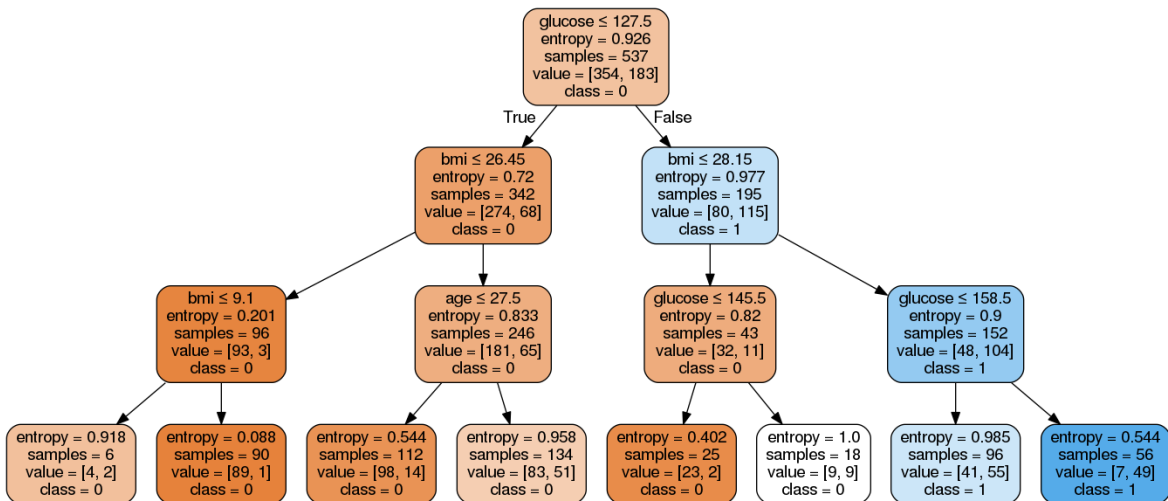 glucose ≤ 127.5
entropy = 0.926
samples = 537
value = [354, 183]
class = 0
True
False
bmi ≤ 26.45
entropy = 0.72
samples = 342
value = [274, 68]
class = 0
bmi ≤ 28.15
entropy = 0.977
samples = 195
value = [80, 115]
class = 1
bmi ≤ 9.1
entropy = 0.201
samples = 96
value = [93, 3]
class = 0
age ≤ 27.5
entropy = 0.833
samples = 246
value = [181, 65]
class = 0
glucose ≤ 145.5
entropy = 0.82
samples = 43
value = [32, 11]
class = 0
glucose ≤ 158.5
entropy = 0.9
samples = 152
value = [48, 104]
class = 1
entropy = 0.918
samples = 6
value = [4, 2]
class = 0
entropy = 0.088
samples = 90
value = [89, 1]
class = 0
entropy = 0.544
samples = 112
value = [98, 14]
class = 0
entropy = 0.958
samples = 134
value = [83, 51]
class = 0
entropy = 0.402
samples = 25
value = [23, 2]
class = 0
entropy = 1.0
samples = 18
value = [9, 9]
class = 0
entropy = 0.985
samples = 96
value = [41, 55]
class = 1
entropy = 0.544
samples = 56
value = [7, 49]
class = 1